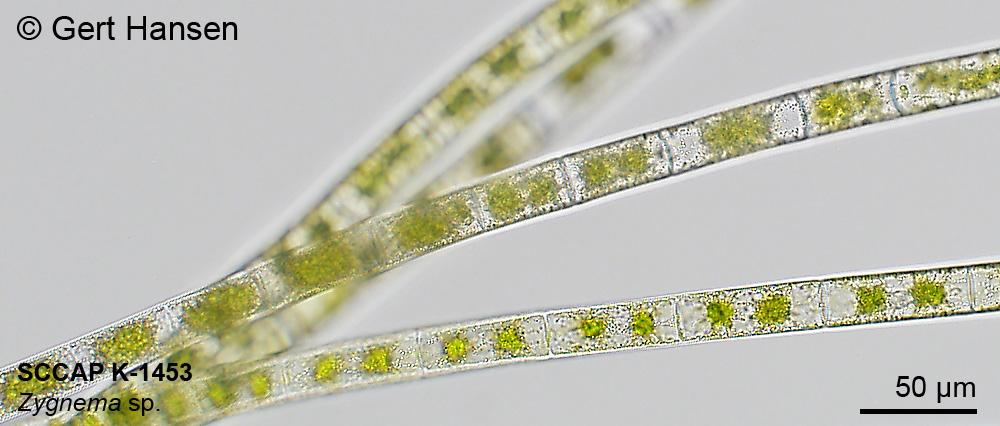 © Gert Hansen
SCCAP K-1453
Zygnema sp.
50 µm